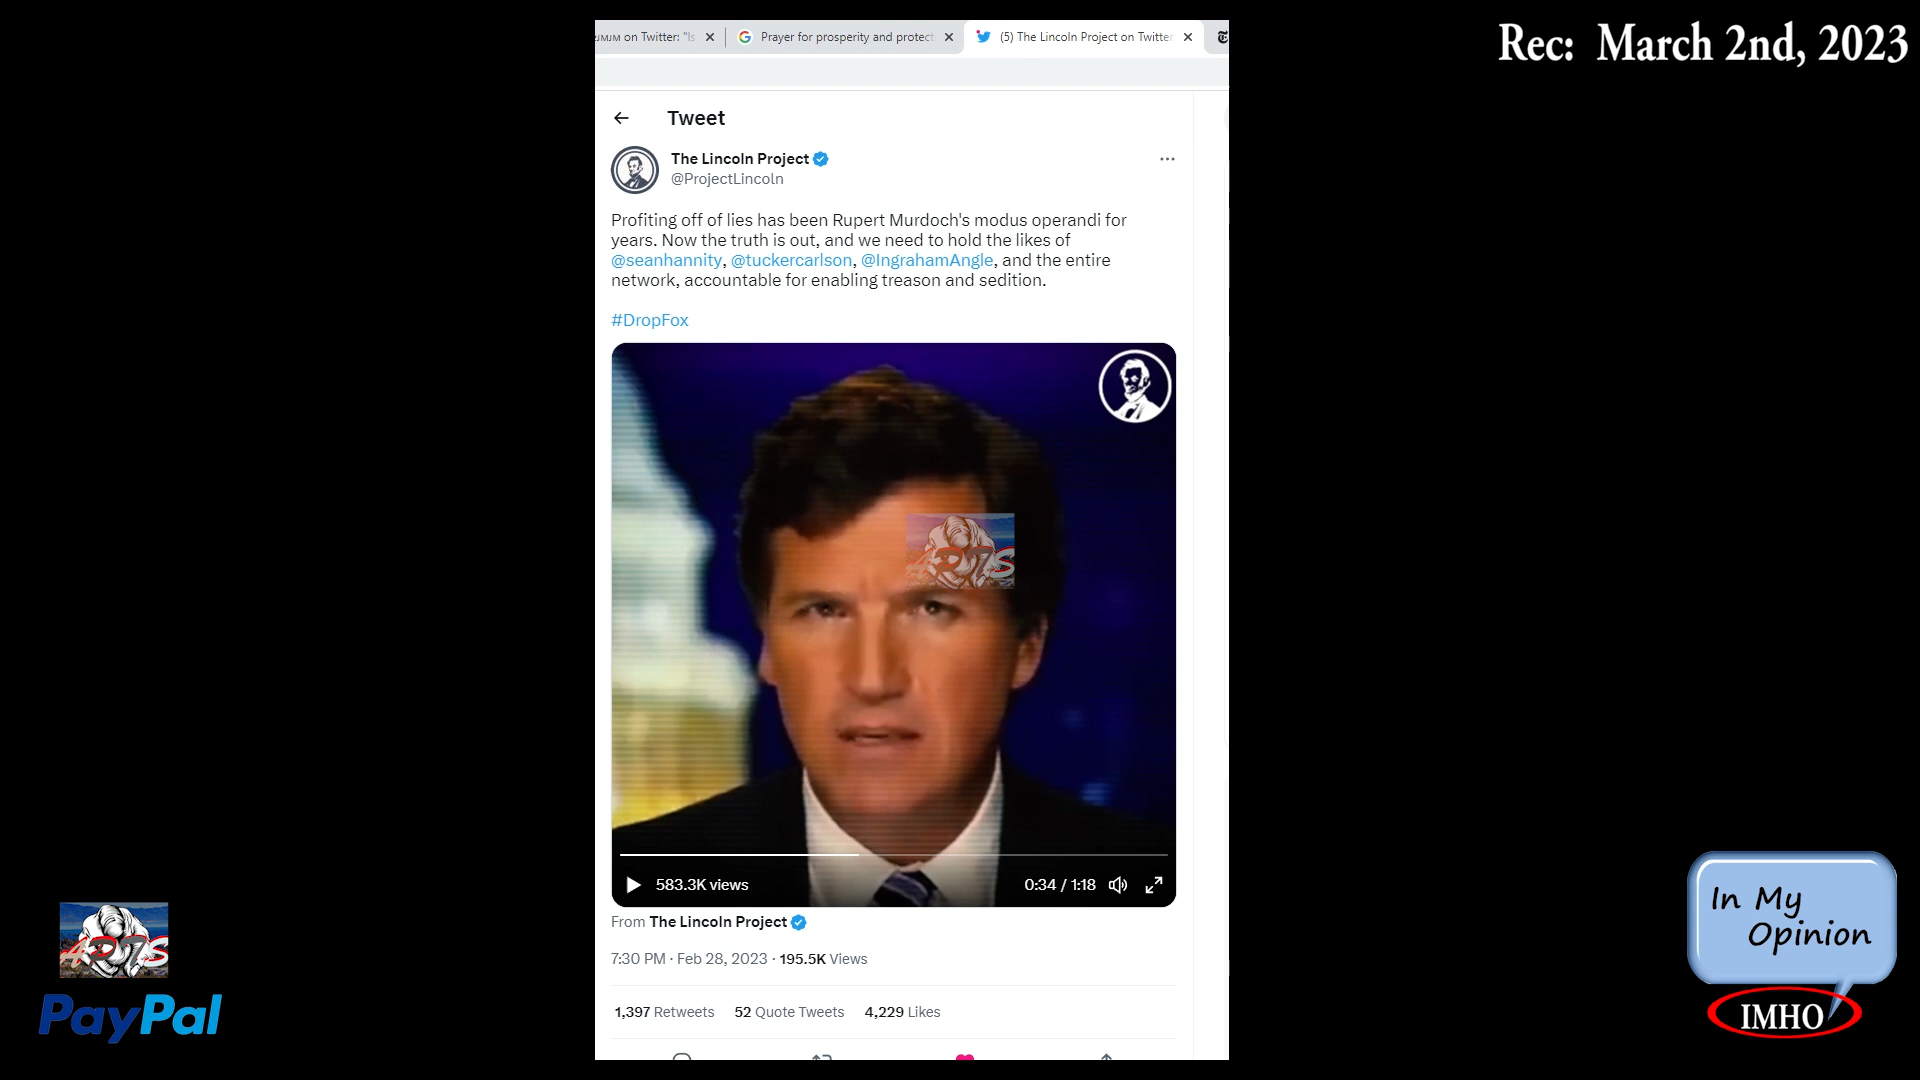 on Twitter: "Is
Prayer for prosperity and protect
(5) The Lincoln Project on Twitter
Rec: March 2nd, 2023
Tweet
The Lincoln Project
@ProjectLincoln
Profiting off of lies has been Rupert Murdoch's modus operandi for
years. Now the truth is out, and we need to hold the likes of
@seanhannity, @tuckercarlson, @IngrahamAngle, and the entire
network, accountable for enabling treason and sedition.
#DropFox
583.3K views
0:34 / 1:18
From The Lincoln Project
7:30 PM · Feb 28, 2023 · 195.5K Views
1,397 Retweets 52 Quote Tweets 4,229 Likes
PayPal
In My
Opinion
IMHO